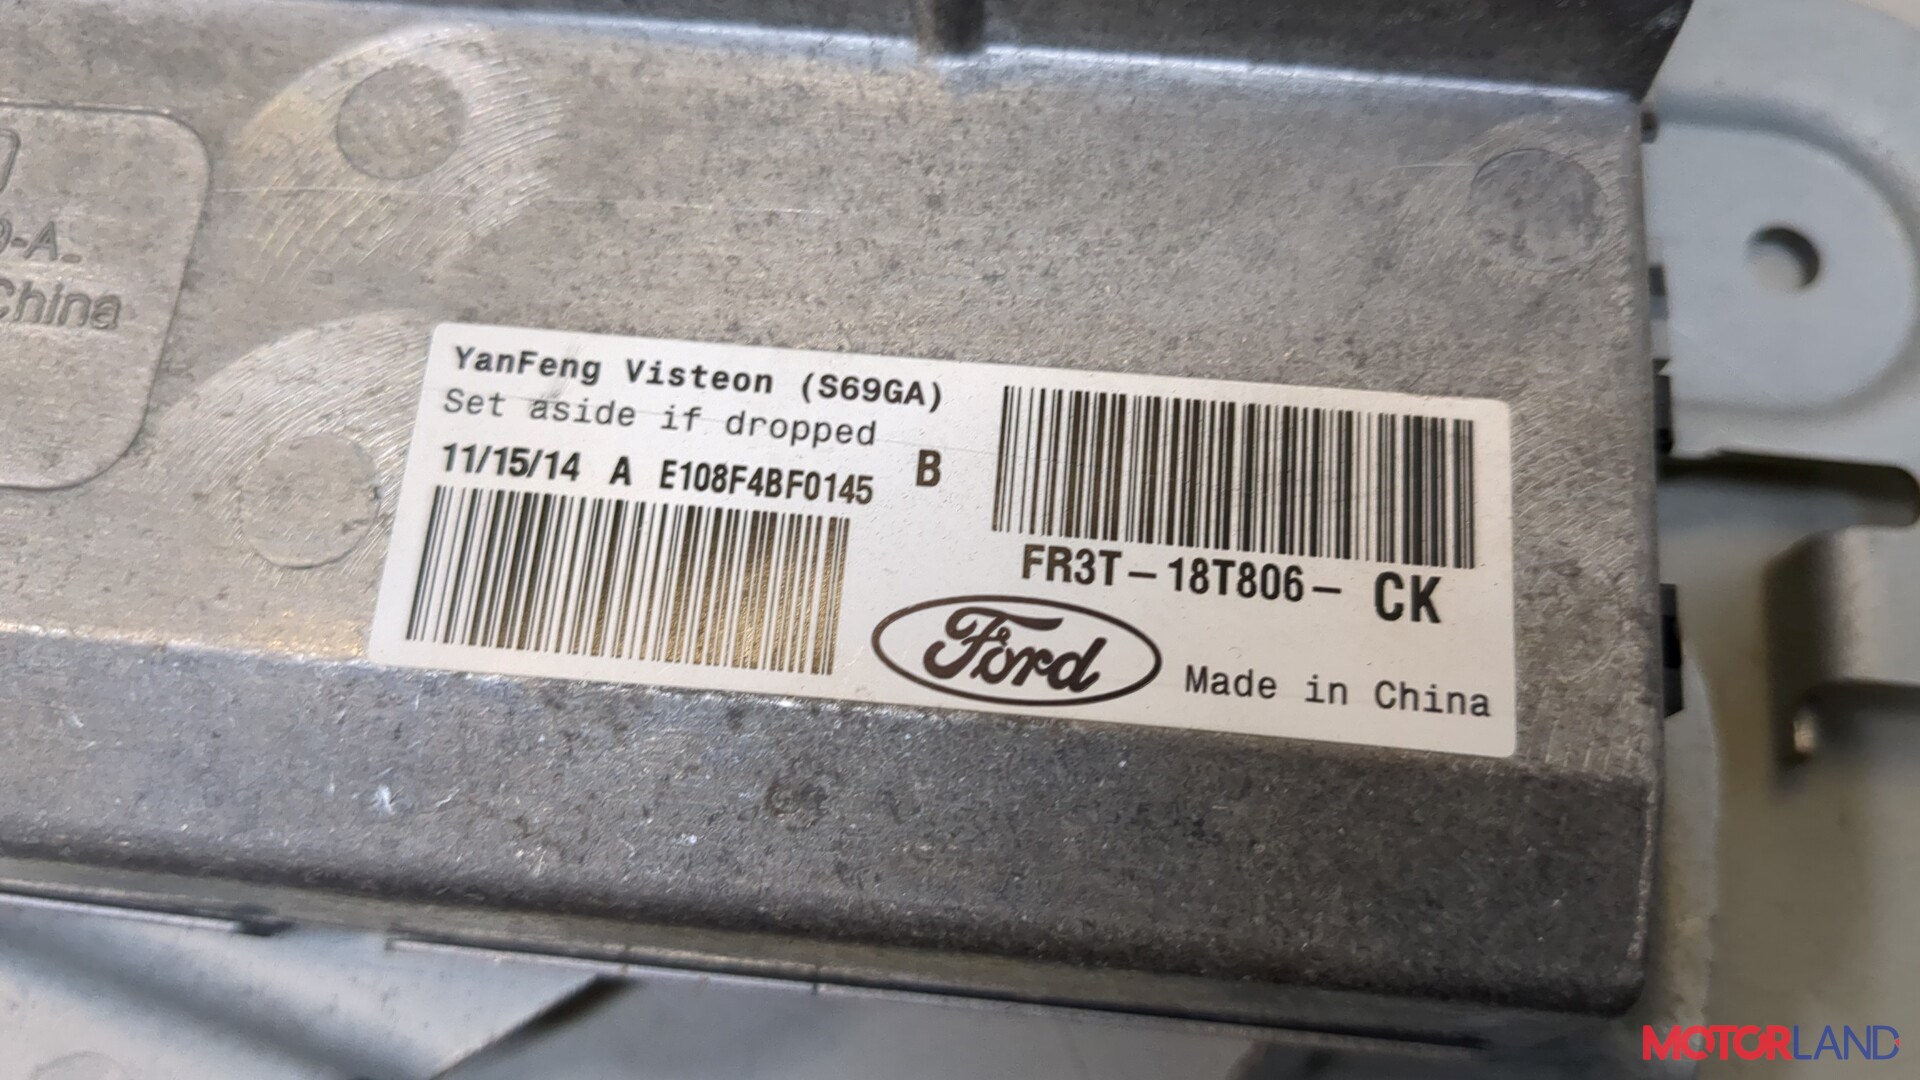 -A
China
YanFeng Visteon (S69GA)
Set aside if dropped
11/15/14 A E108F4BF0145 B
FR3T-18T806- CK
Ford
Made in China
MOTORLAND